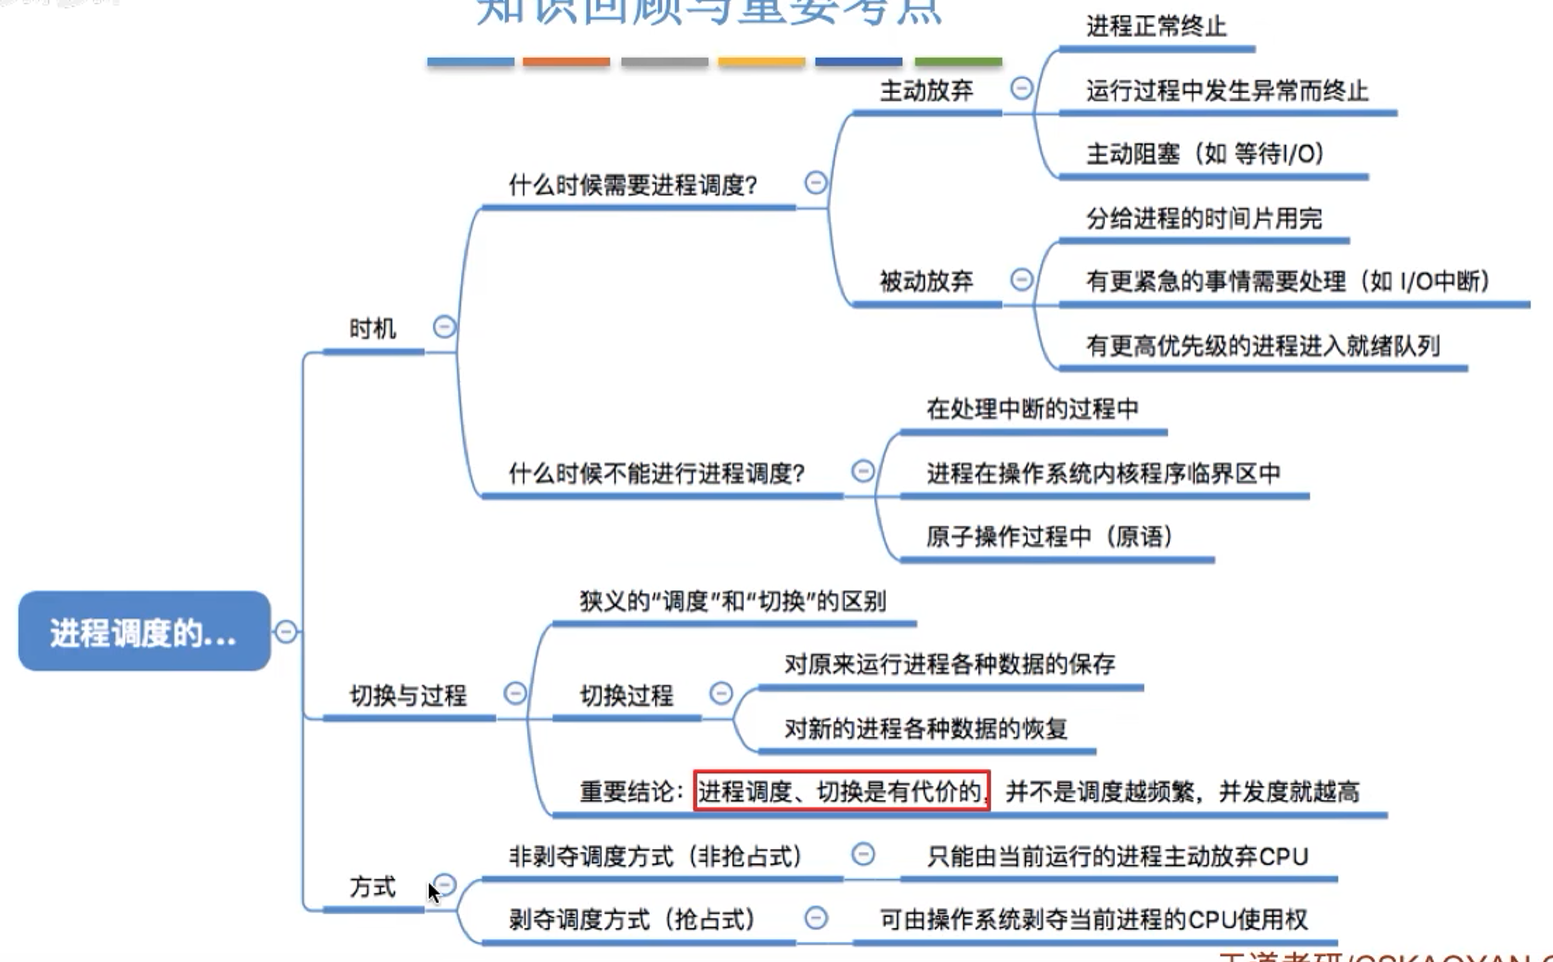 知识回顾与重要考点
进程正常终止
主动放弃
运行过程中发生异常而终止
主动阻塞（如 等待I/O）
什么时候需要进程调度？
分给进程的时间片用完
被动放弃
有更紧急的事情需要处理（如 I/O中断）
有更高优先级的进程进入就绪队列
时机
在处理中断的过程中
什么时候不能进行进程调度？
进程在操作系统内核程序临界区中
原子操作过程中（原语）
进程调度的...
狭义的“调度”和“切换”的区别
切换与过程
切换过程
对原来运行进程各种数据的保存
对新的进程各种数据的恢复
重要结论：进程调度、切换是有代价的，并不是调度越频繁，并发度就越高
方式
非剥夺调度方式（非抢占式）
只能由当前运行的进程主动放弃CPU
剥夺调度方式（抢占式）
可由操作系统剥夺当前进程的CPU使用权
王道考研/CSKAOYAN.